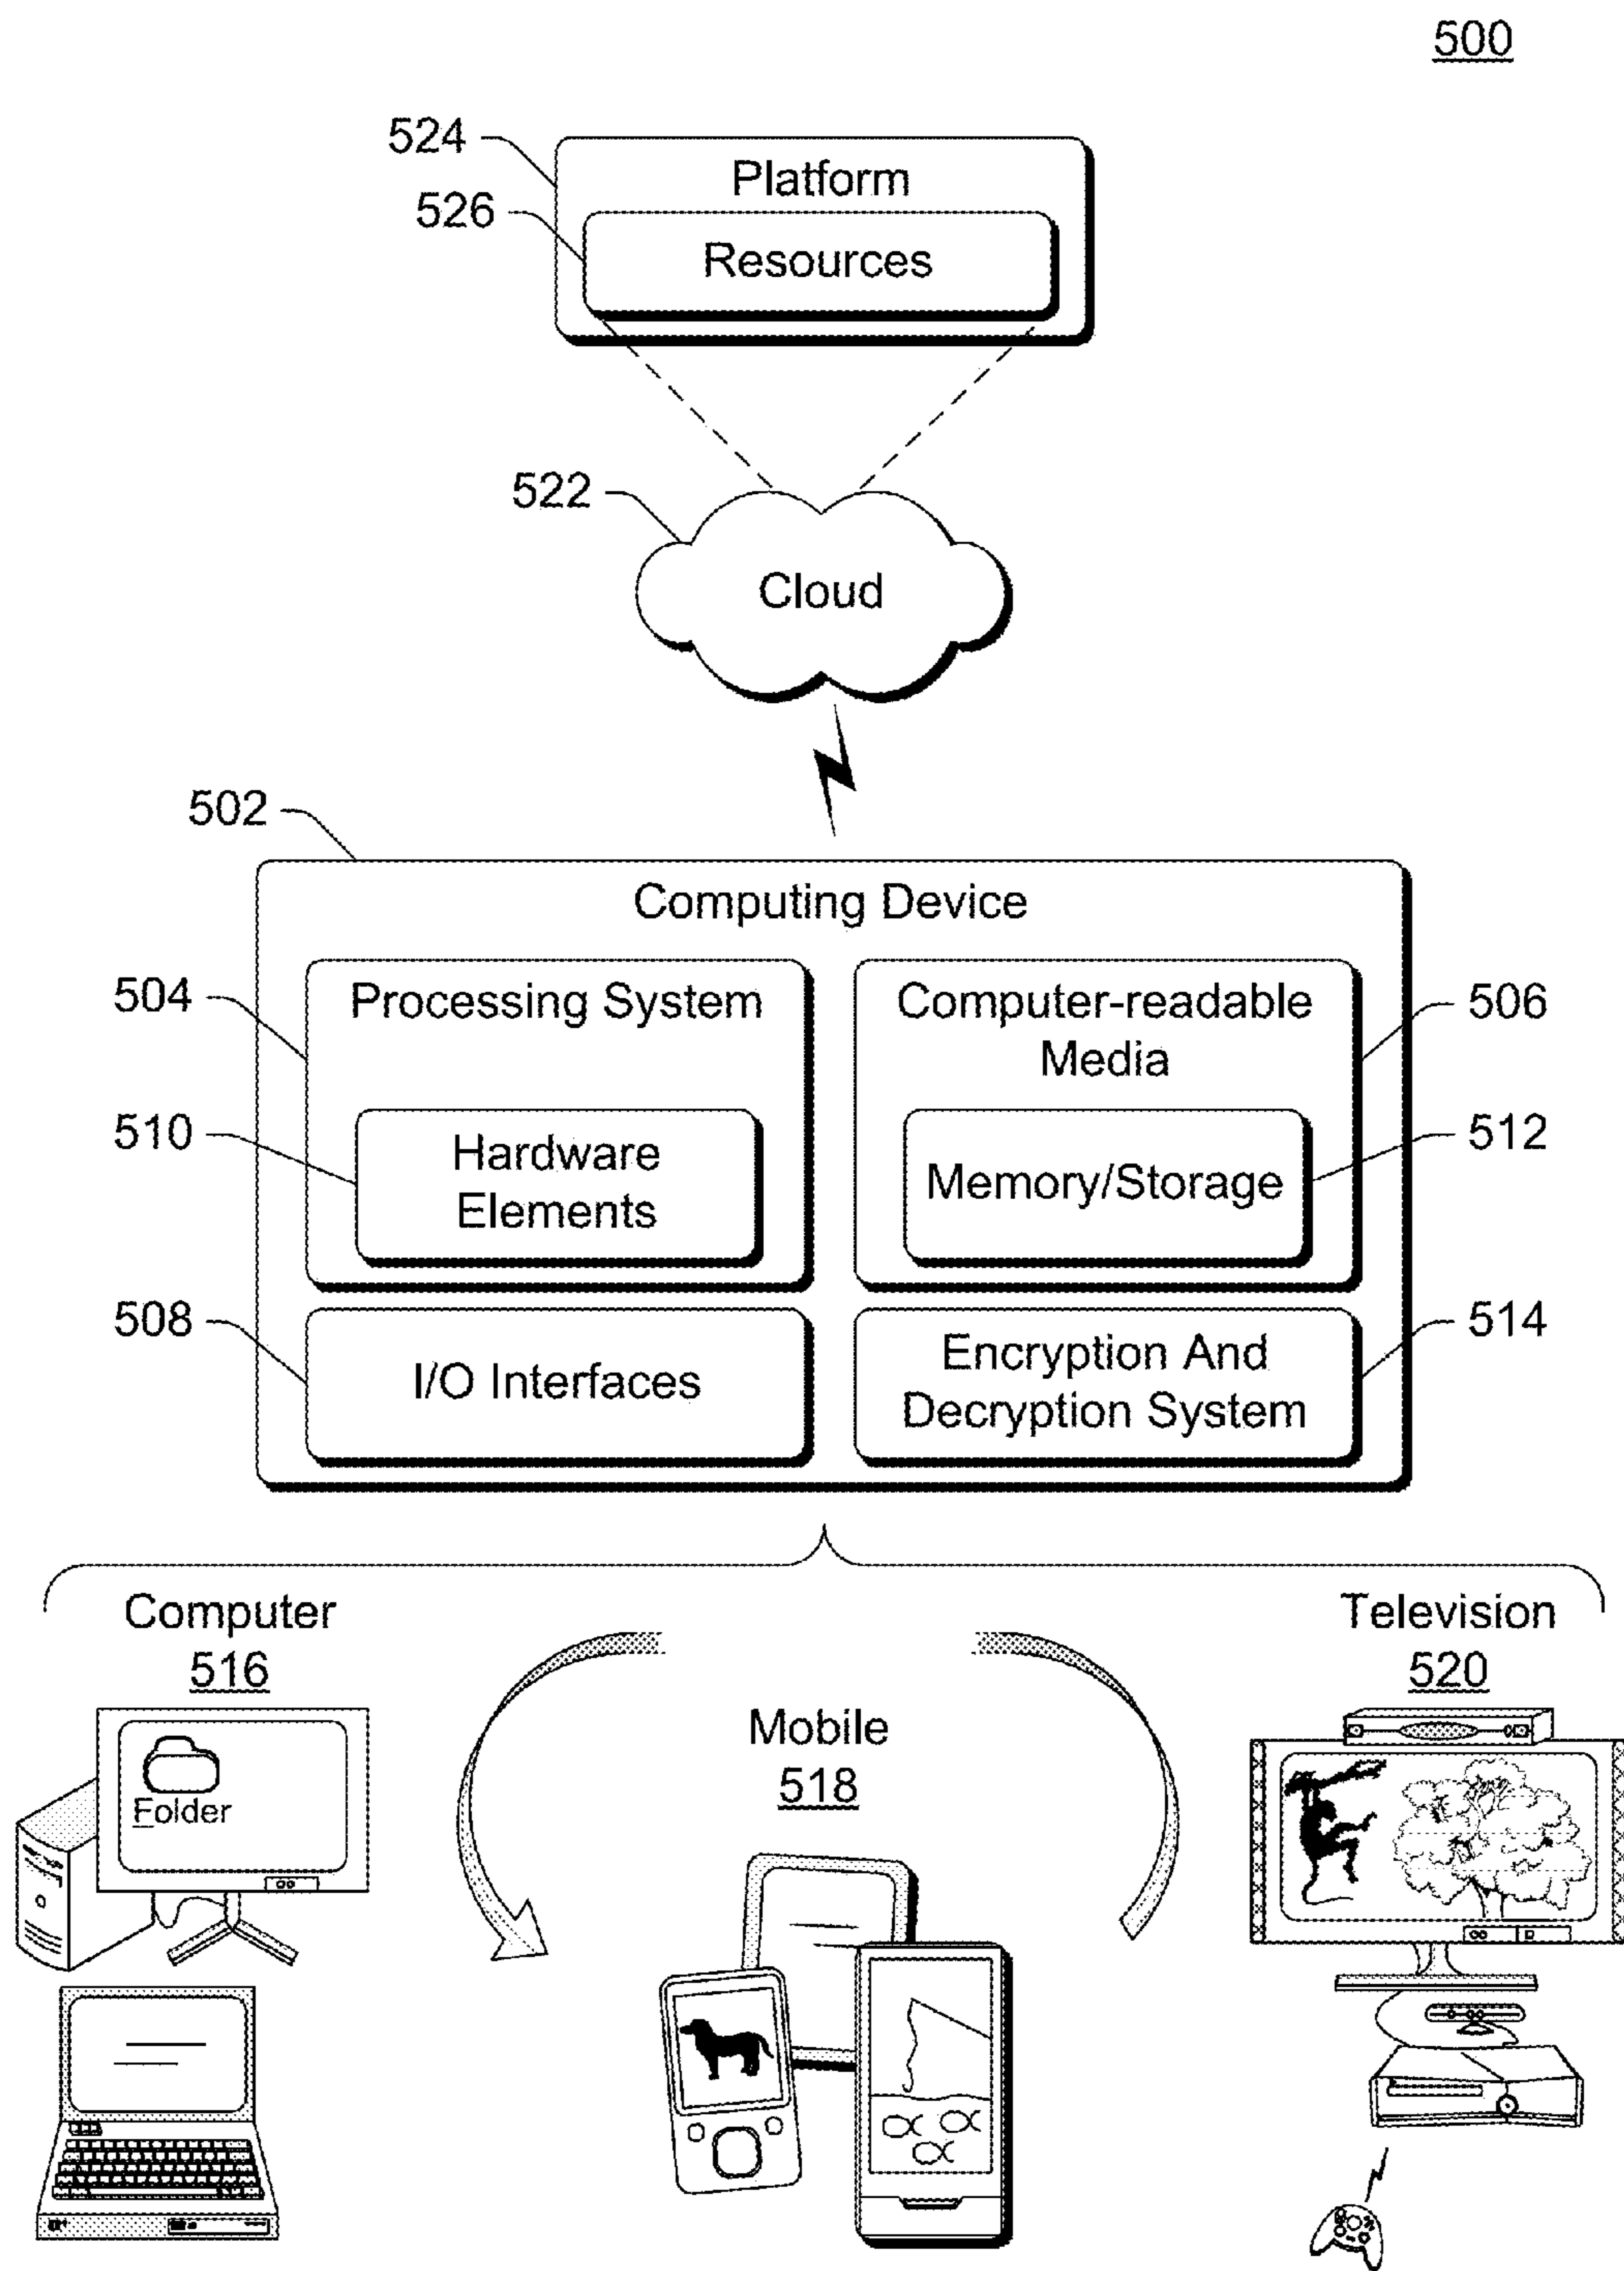 500
524
Platform
526
Resources
522
Cloud
502
Computing Device
504
Processing System
Computer-readable
Media
506
510
Hardware
Elements
Memory/Storage
512
508
I/O Interfaces
Encryption And
Decryption System
514
Computer
516
Folder
Mobile
518
Television
520